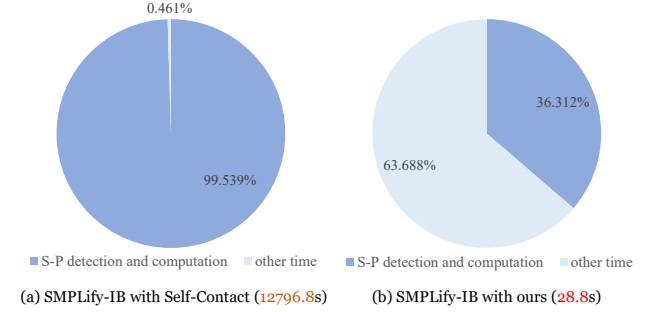 0.461%
99.539%
S-P detection and computation other time
(a) SMPLify-IB with Self-Contact (12796.8s)
36.312%
63.688%
S-P detection and computation other time
(b) SMPLify-IB with ours (28.8s)